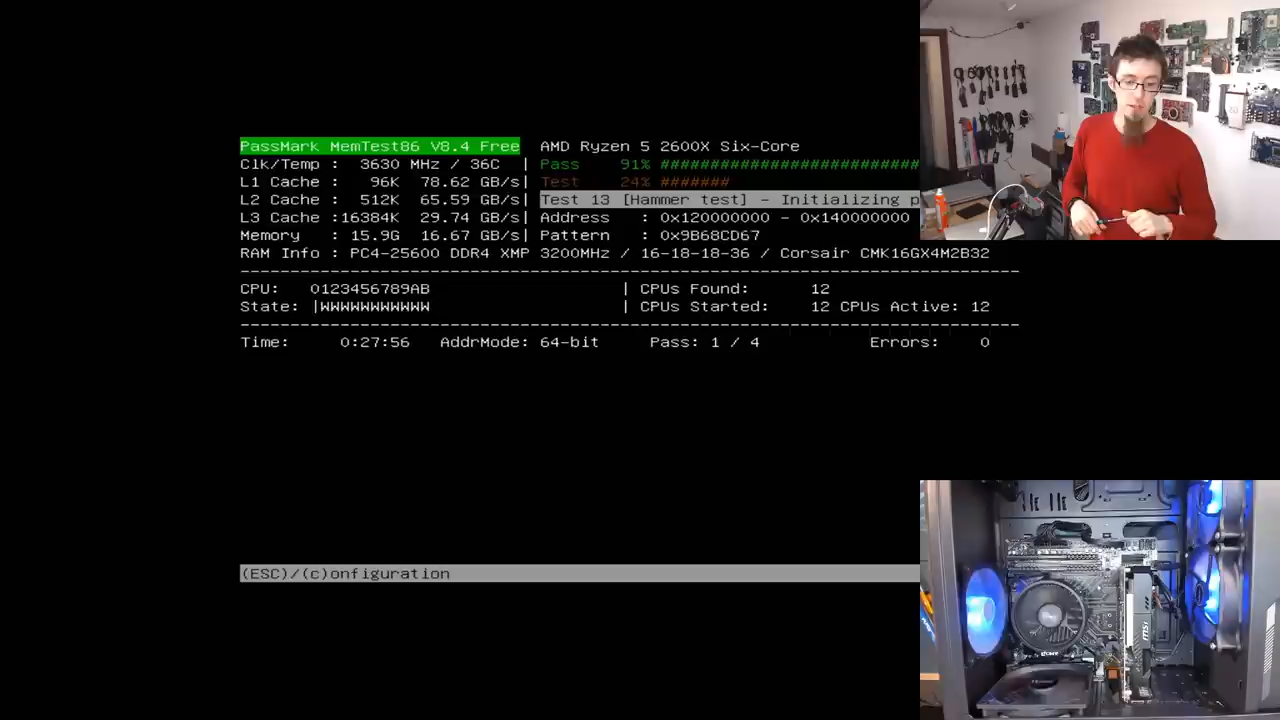 PassMark MemTest86 V8.4 Free AMD Ryzen 5 2600X Six-Core
Clk/Temp : 3630 MHz / 36C | Pass 91% ##########################
L1 Cache : 96K 78.62 GB/s| Test 24% #######
L2 Cache : 512K 65.59 GB/s| Test 13 [Hammer test] - Initializing p
L3 Cache :16384K 29.74 GB/s| Address : 0x120000000 - 0x140000000
Memory : 15.9G 16.67 GB/s| Pattern : 0x9B68CD67
RAM Info : PC4-25600 DDR4 XMP 3200MHz / 16-18-18-36 / Corsair CMK16GX4M2B32
CPU: 0123456789AB | CPUs Found: 12
State: |WWWWWWWWWWW | CPUs Started: 12 CPUs Active: 12
Time: 0:27:56 AddrMode: 64-bit Pass: 1 / 4 Errors: 0
(ESC)/(c)onfiguration
msi